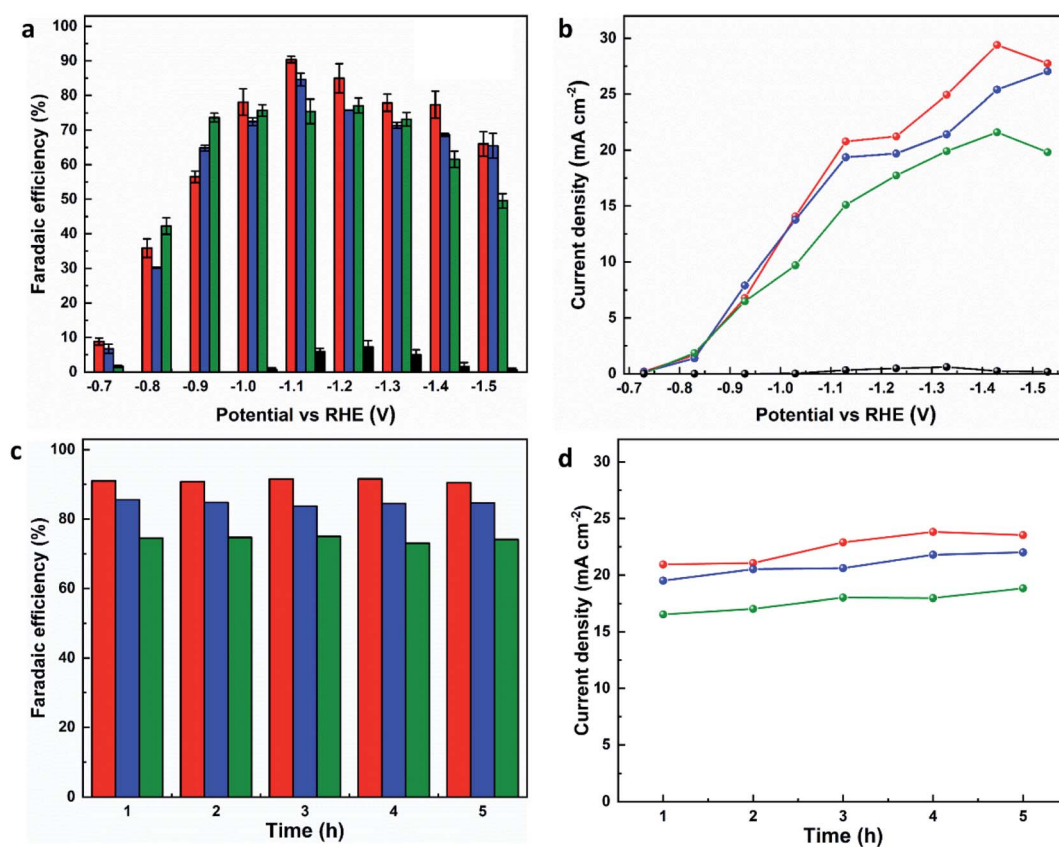 a
100
90
80
70
60
50
40
30
20
10
0
Faradaic efficiency (%)
-0.7 -0.8 -0.9 -1.0 -1.1 -1.2 -1.3 -1.4 -1.5
Potential vs RHE (V)
b
30
25
20
15
10
5
0
Current density (mA cm⁻²)
-0.7 -0.8 -0.9 -1.0 -1.1 -1.2 -1.3 -1.4 -1.5
Potential vs RHE (V)
c
100
80
60
40
20
0
Faradaic efficiency (%)
1 2 3 4 5
Time (h)
d
30
25
20
15
10
5
0
Current density (mA cm⁻²)
1 2 3 4 5
Time (h)